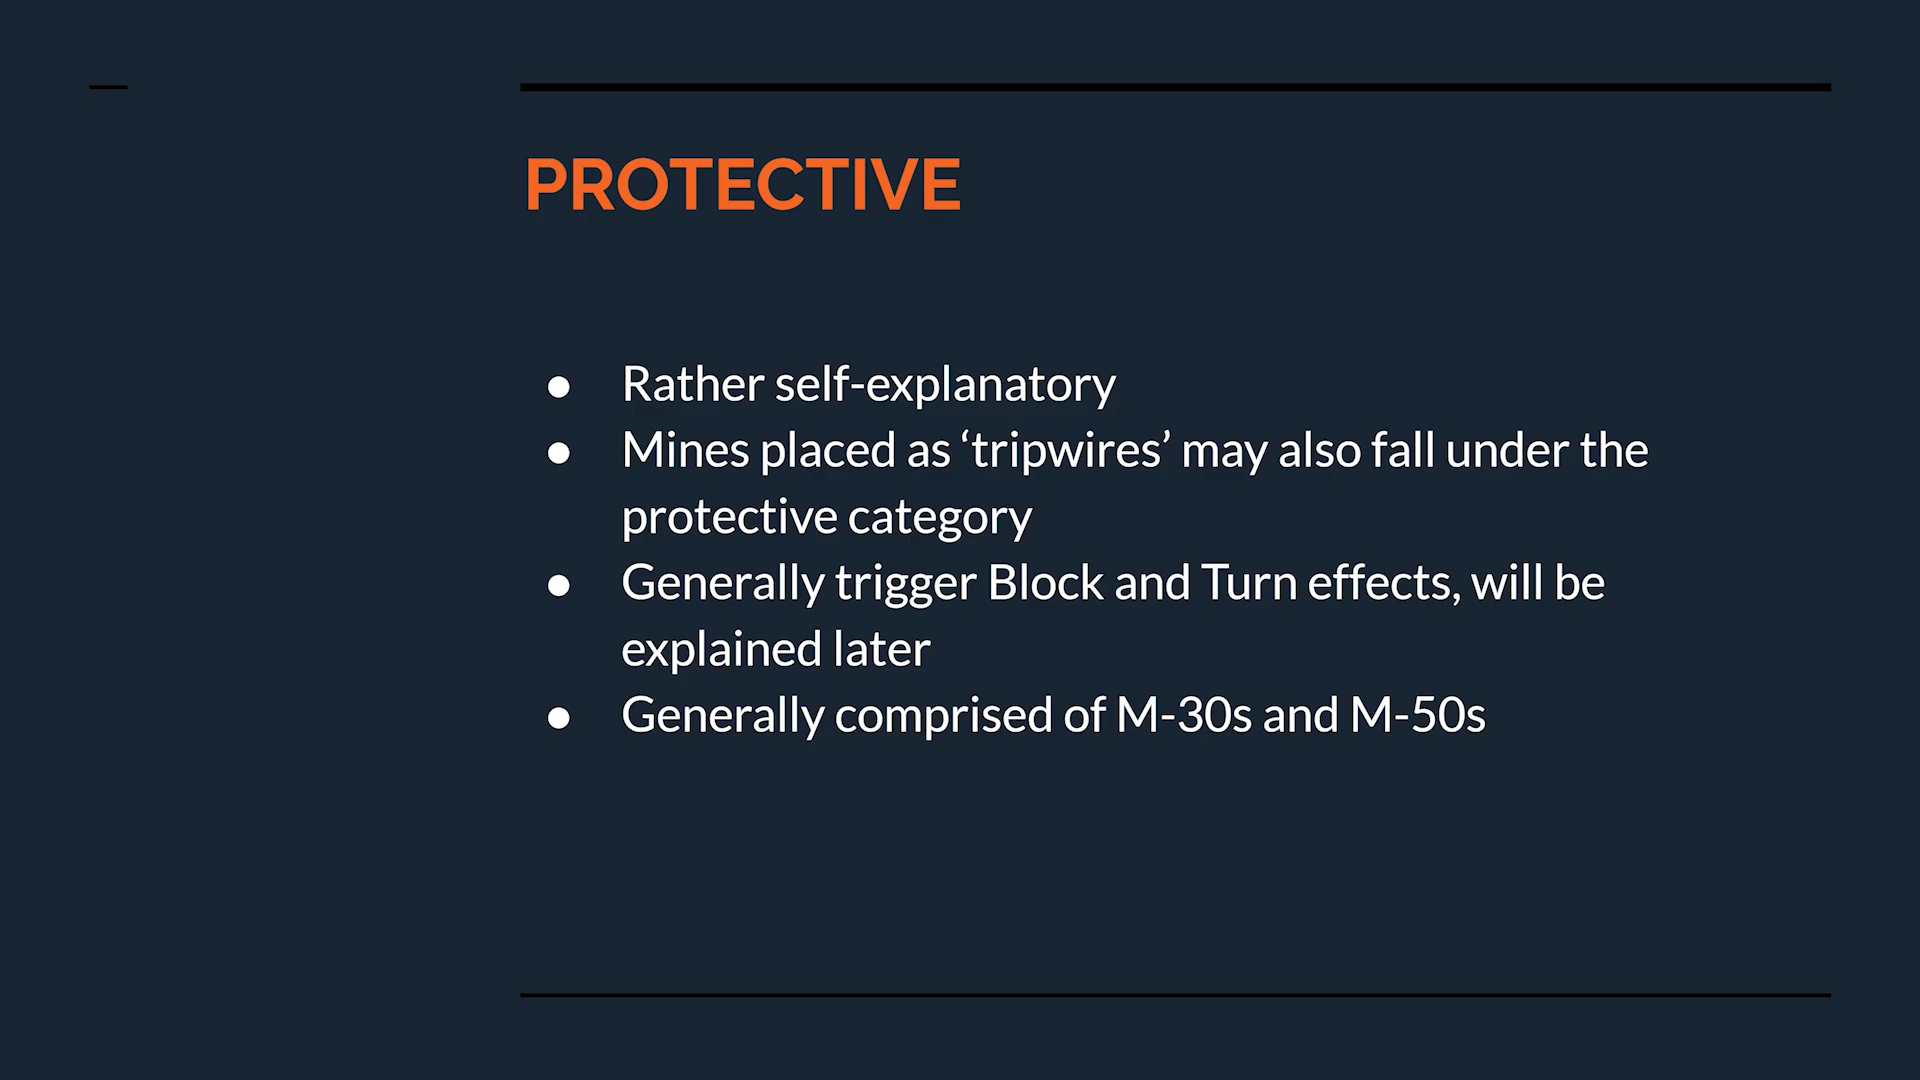 PROTECTIVE
● Rather self-explanatory
● Mines placed as ‘tripwires’ may also fall under the
protective category
● Generally trigger Block and Turn effects, will be
explained later
● Generally comprised of M-30s and M-50s